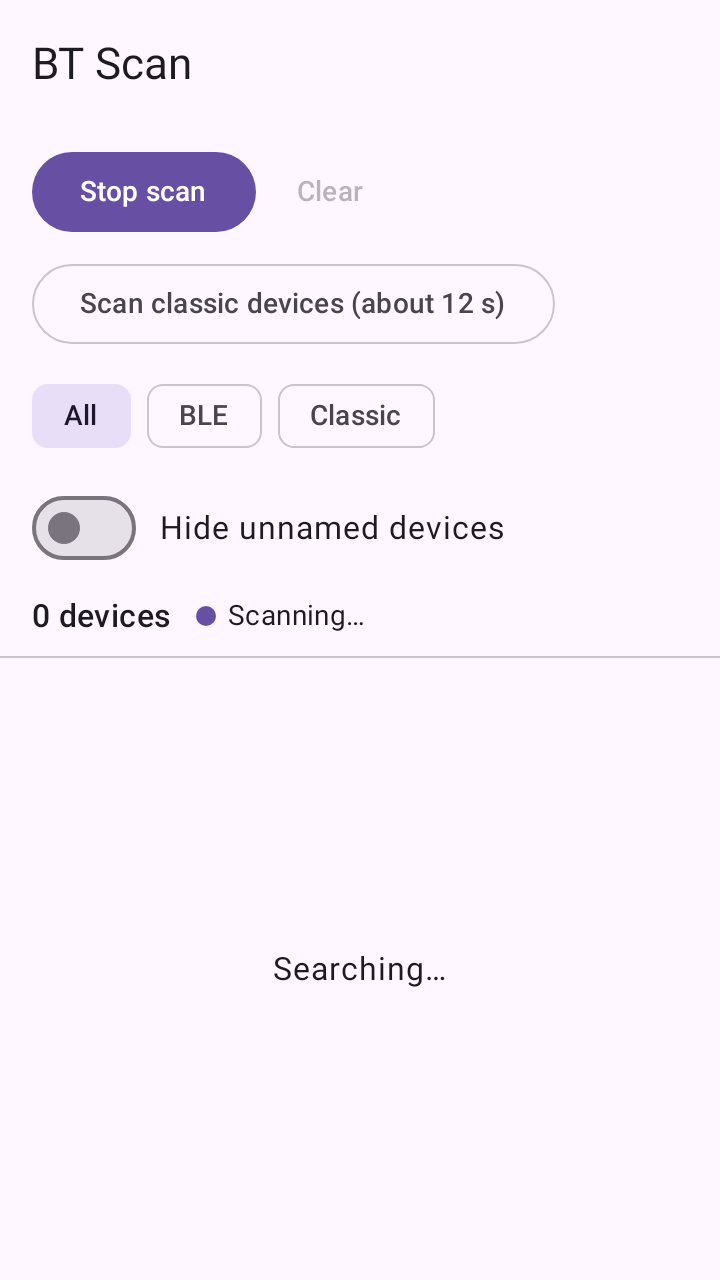 BT Scan
Stop scan Clear
Scan classic devices (about 12 s)
All BLE Classic
Hide unnamed devices
0 devices Scanning…
Searching…